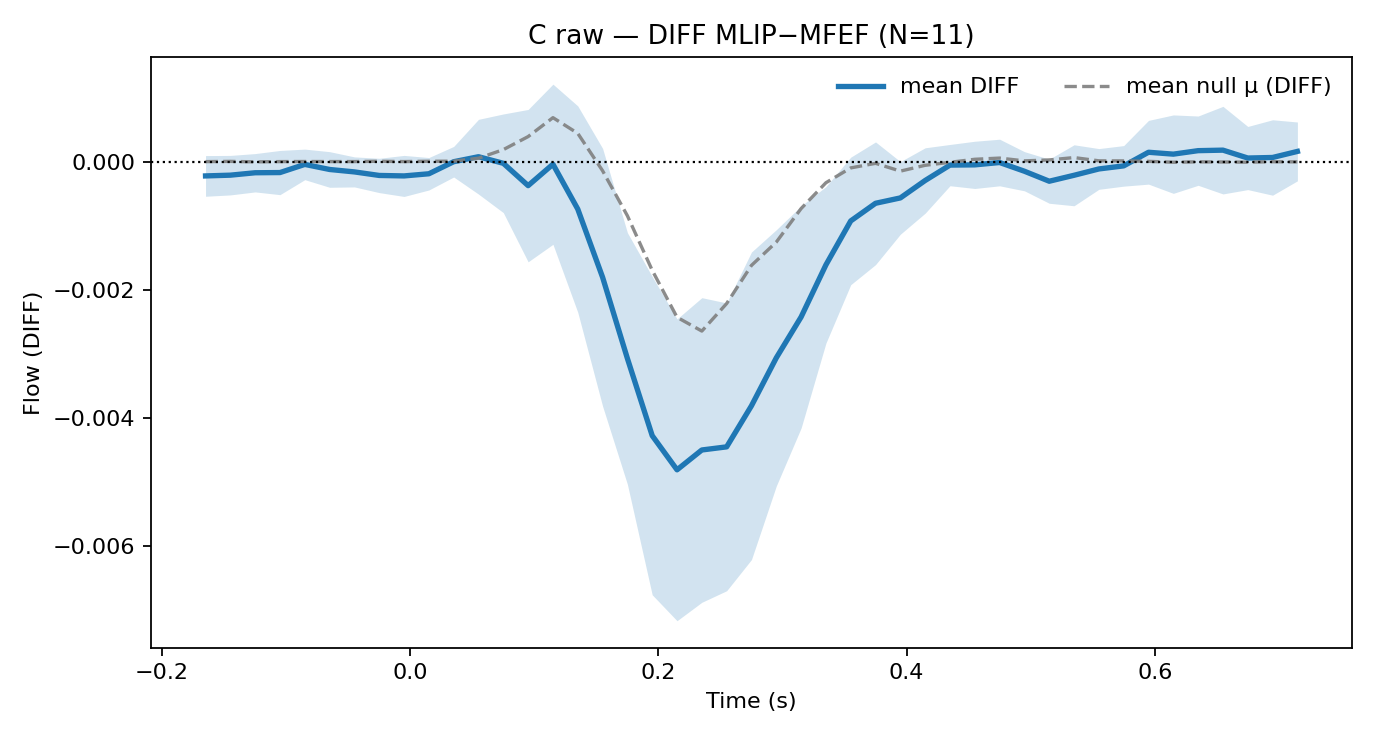 C raw — DIFF MLIP−MFEF (N=11)
mean DIFF
mean null μ (DIFF)
Flow (DIFF)
0.000
−0.002
−0.004
−0.006
−0.2
0.0
0.2
0.4
0.6
Time (s)